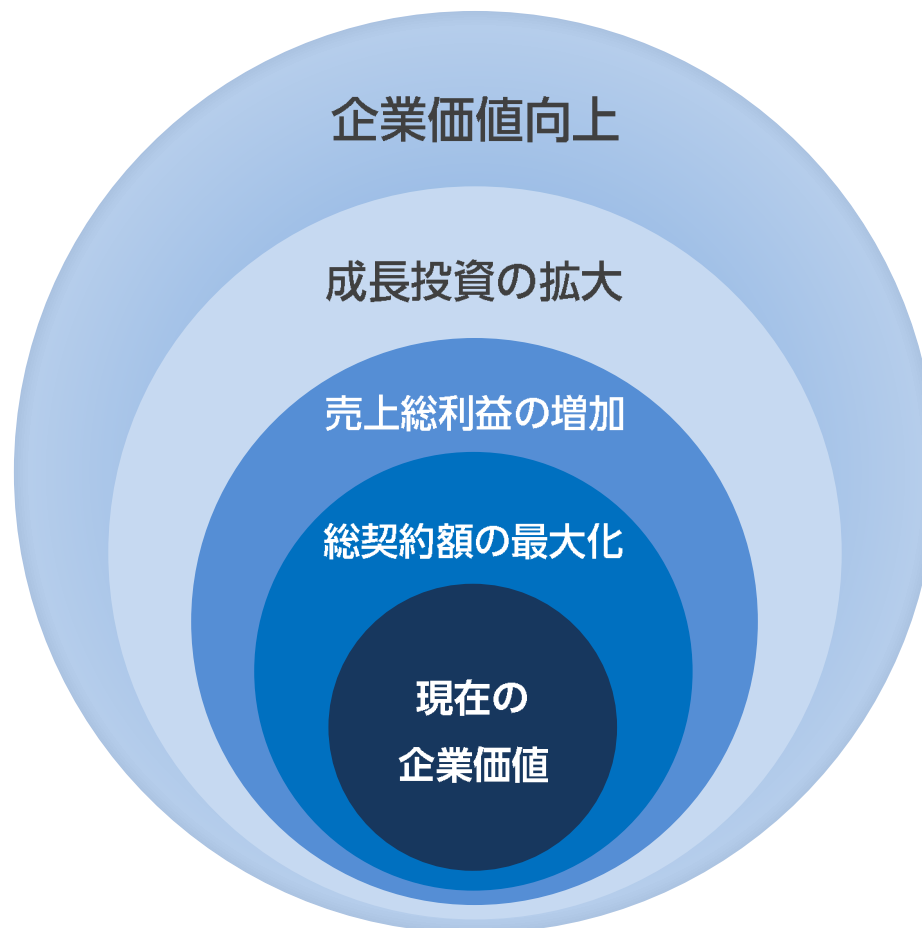 企業価値向上
成長投資の拡大
売上総利益の増加
総契約額の最大化
現在の
企業価値